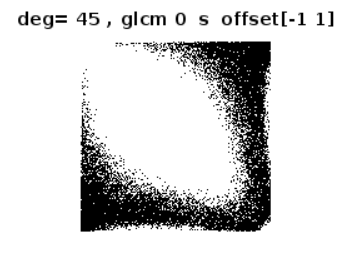 deg= 45 , glcm 0  s  offset[-1 1]